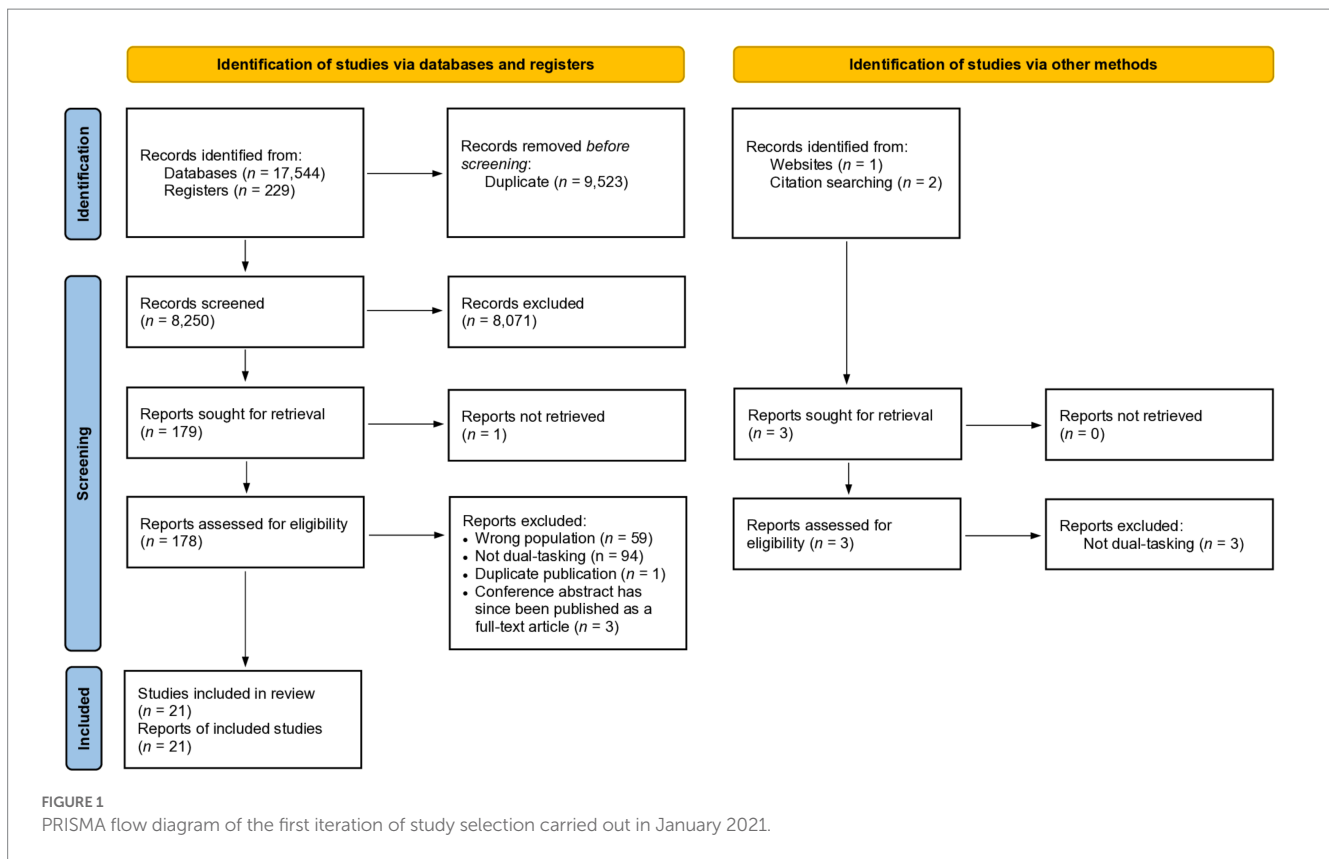 Identification of studies via databases and registers
Identification of studies via other methods
Identification
Records identified from:
Databases (n = 17,544)
Registers (n = 229)
Records removed before
screening:
Duplicate (n = 9,523)
Records identified from:
Websites (n = 1)
Citation searching (n = 2)
Screening
Records screened
(n = 8,250)
Records excluded
(n = 8,071)
Reports sought for retrieval
(n = 179)
Reports not retrieved
(n = 1)
Reports sought for retrieval
(n = 3)
Reports not retrieved
(n = 0)
Reports assessed for eligibility
(n = 178)
Reports excluded:
• Wrong population (n = 59)
• Not dual-tasking (n = 94)
• Duplicate publication (n = 1)
• Conference abstract has
since been published as a
full-text article (n = 3)
Reports assessed for
eligibility (n = 3)
Reports excluded:
Not dual-tasking (n = 3)
Included
Studies included in review
(n = 21)
Reports of included studies
(n = 21)
FIGURE 1
PRISMA flow diagram of the first iteration of study selection carried out in January 2021.